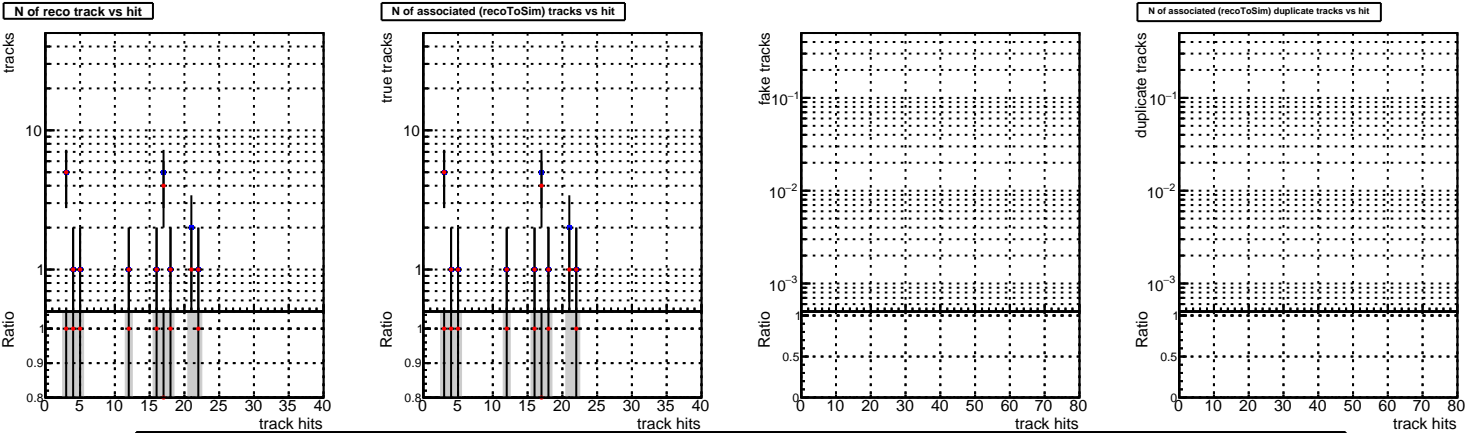 N of reco track vs hit
tracks
10
1
Ratio
1
0.9
0.8
0 5 10 15 20 25 30 35 40
track hits
N of associated (recoToSim) tracks vs hit
true tracks
10
1
Ratio
1
0.9
0.8
0 5 10 15 20 25 30 35 40
track hits
fake tracks
10−1
10−2
10−3
Ratio
1
0.5
0
0 10 20 30 40 50 60 70 80
track hits
N of associated (recoToSim) duplicate tracks vs hit
duplicate tracks
10−1
10−2
10−3
Ratio
1
0.5
0
0 10 20 30 40 50 60 70 80
track hits